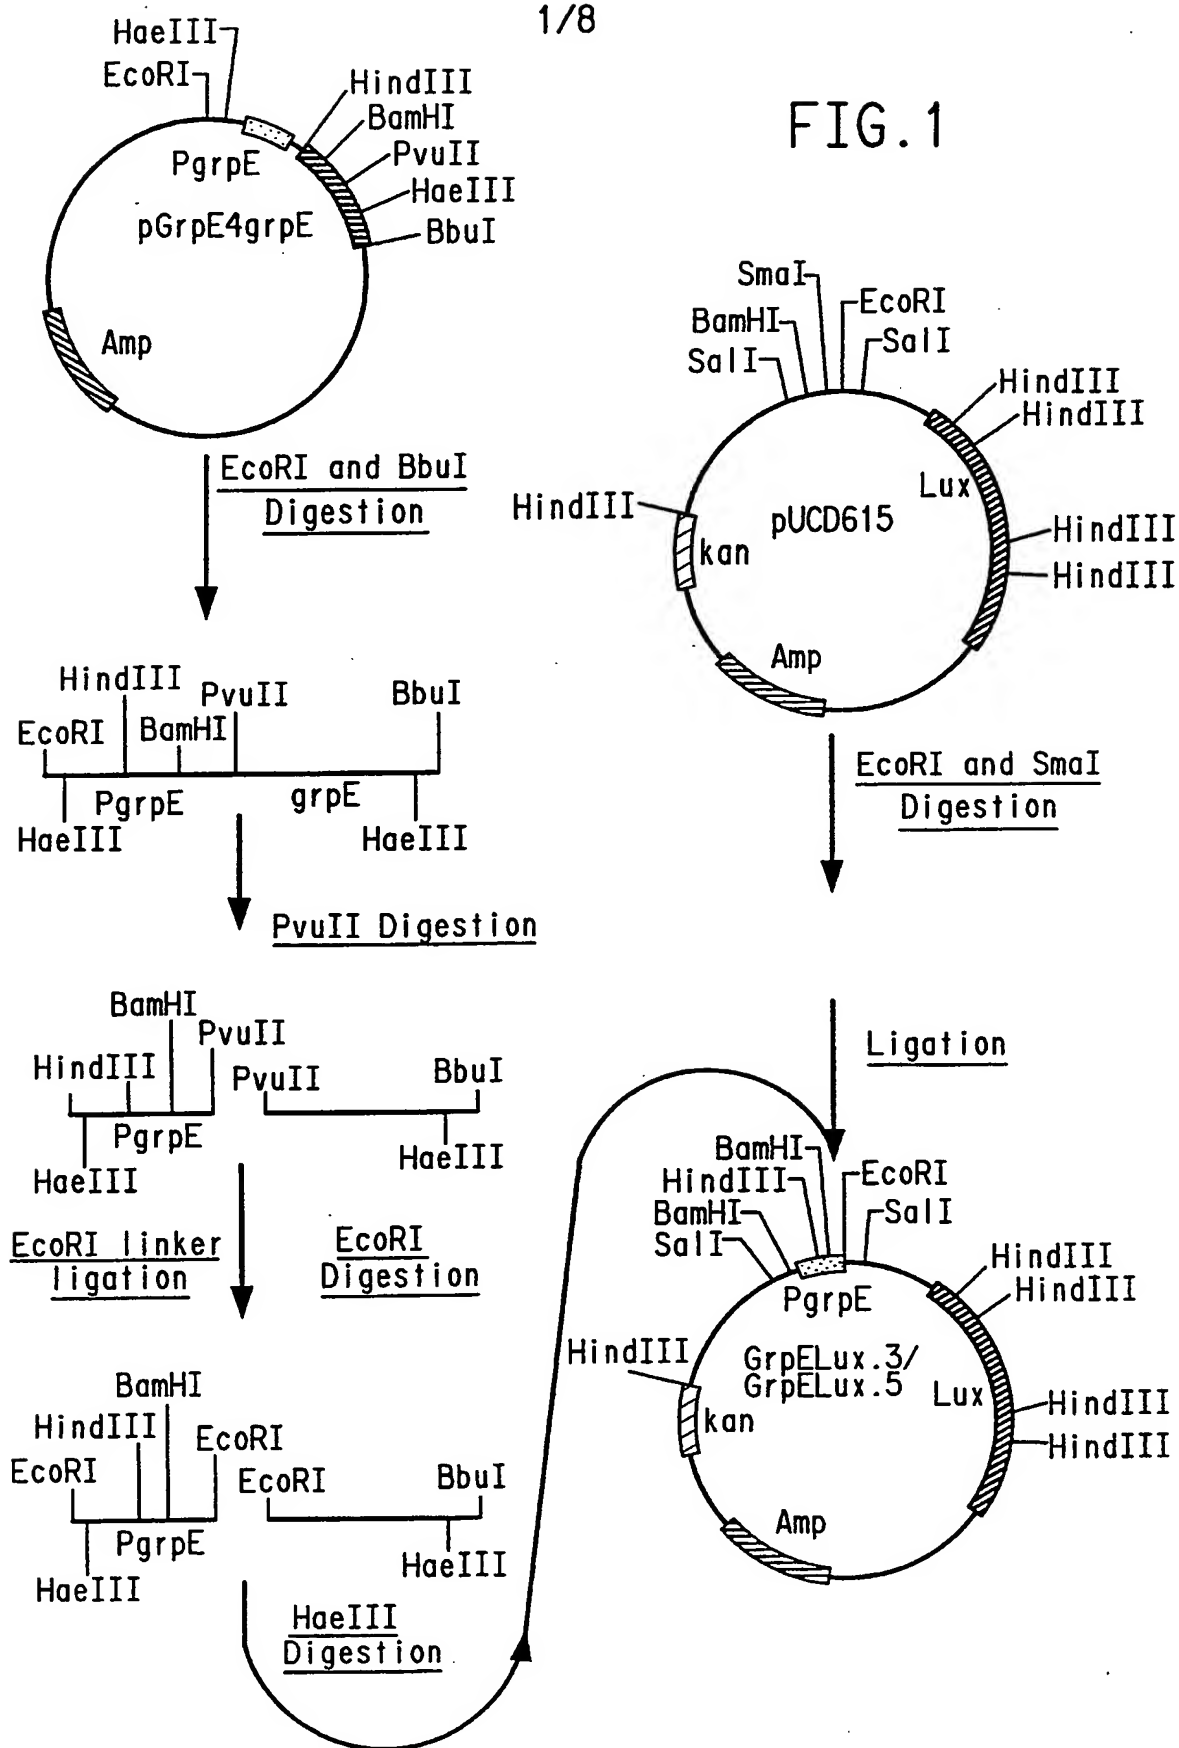 1/8
FIG.1
HaeIII
EcoRI
HindIII
BamHI
PvuII
HaeIII
BbuI
PgrpE
pGrpE4grpE
Amp
EcoRI and BbuI
Digestion
HindIII
PvuII
BbuI
EcoRI
BamHI
PgrpE
grpE
HaeIII
HaeIII
PvuII Digestion
BamHI
PvuII
HindIII
PvuII
BbuI
PgrpE
HaeIII
HaeIII
EcoRI linker
ligation
EcoRI
Digestion
BamHI
HindIII
EcoRI
EcoRI
EcoRI
BbuI
PgrpE
HaeIII
HaeIII
HaeIII
Digestion
SmaI
EcoRI
BamHI
SalI
SalI
HindIII
HindIII
Lux
HindIII
pUCD615
kan
HindIII
HindIII
Amp
EcoRI and SmaI
Digestion
Ligation
BamHI
EcoRI
HindIII
BamHI
SalI
SalI
HindIII
HindIII
PgrpE
HindIII
GrpELux.3/
GrpELux.5
Lux
kan
HindIII
HindIII
Amp